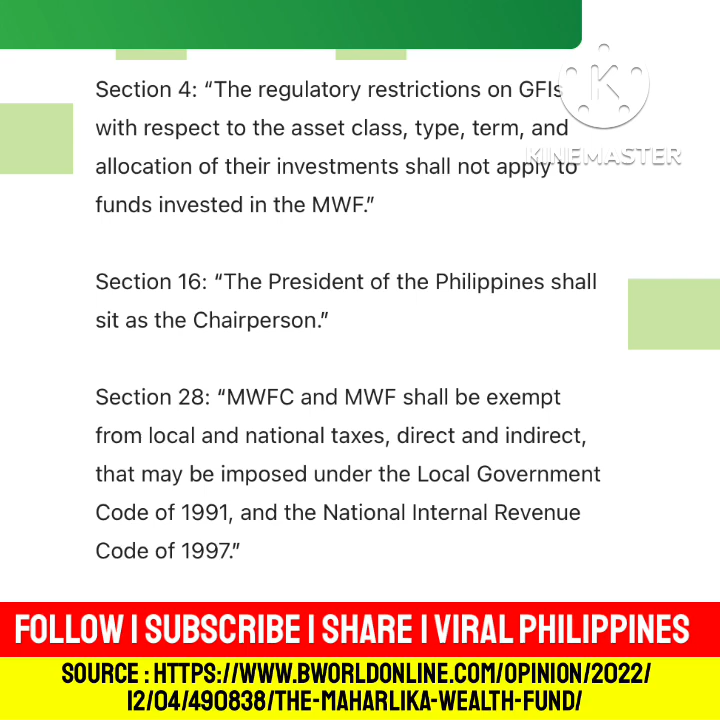 Section 4: “The regulatory restrictions on GFIs
with respect to the asset class, type, term, and
allocation of their investments shall not apply to
funds invested in the MWF.”
Section 16: “The President of the Philippines shall
sit as the Chairperson.”
Section 28: “MWFC and MWF shall be exempt
from local and national taxes, direct and indirect,
that may be imposed under the Local Government
Code of 1991, and the National Internal Revenue
Code of 1997.”
K
KINEMASTER
FOLLOW | SUBSCRIBE | SHARE | VIRAL PHILIPPINES
SOURCE : HTTPS://WWW.BWORLDONLINE.COM/OPINION/2022/
12/04/490838/THE-MAHARLIKA-WEALTH-FUND/